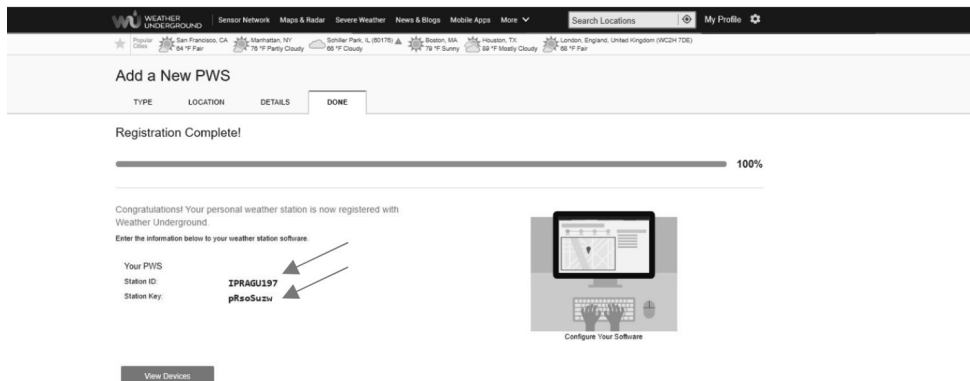 WEATHER UNDERGROUND Sensor Network Maps & Radar Severe Weather News & Blogs Mobile Apps More Search Locations My Profile
Popular Cities San Francisco, CA 64 °F Fair Manhattan, NY 76 °F Partly Cloudy Schiller Park, IL (60176) 66 °F Cloudy Boston, MA 79 °F Sunny Houston, TX 89 °F Mostly Cloudy London, England, United Kingdom (WC2H 7DE) 66 °F Fair
Add a New PWS
TYPE LOCATION DETAILS DONE
Registration Complete!
100%
Congratulations! Your personal weather station is now registered with
Weather Underground.
Enter the information below to your weather station software.
Your PWS
Station ID: IPRAGU197
Station Key: pRsoSuzw
Configure Your Software
View Devices